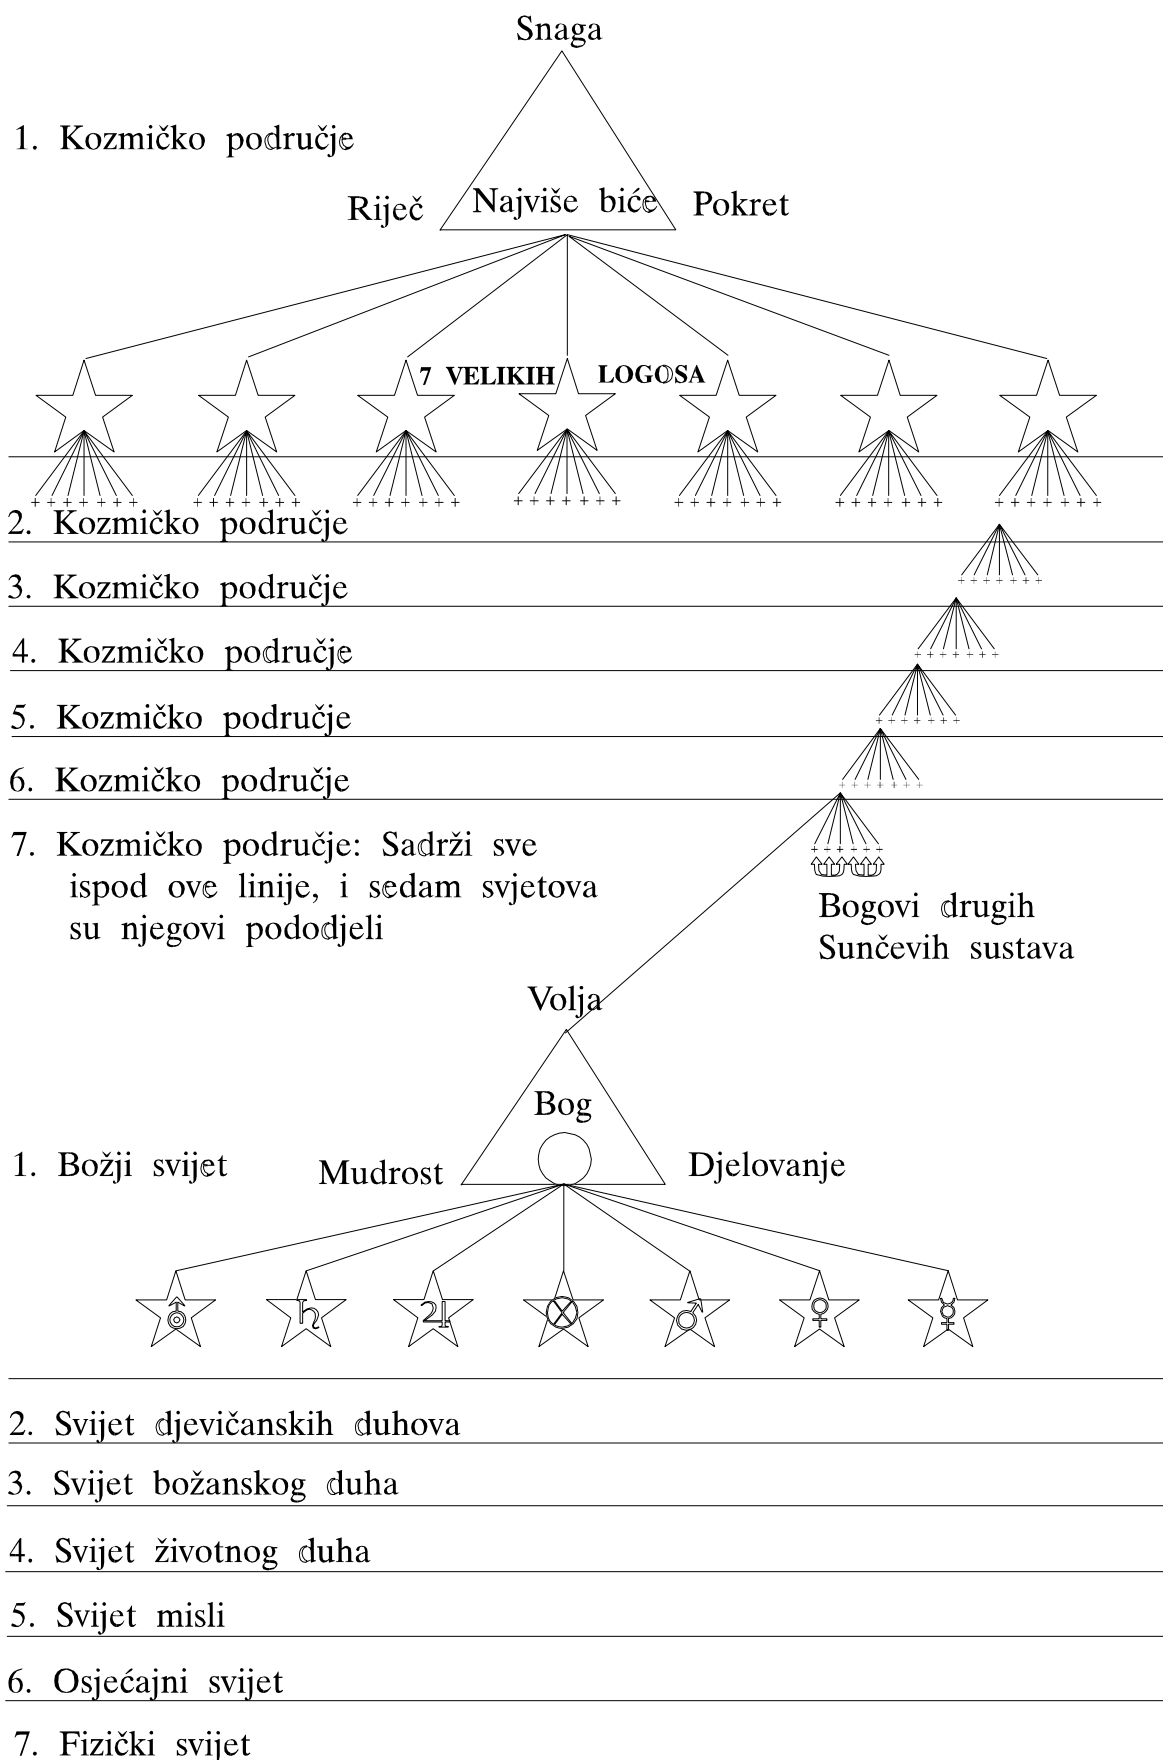 Snaga
1. Kozmičko područje
Riječ Najviše biće Pokret
7 VELIKIH LOGOSA
2. Kozmičko područje
3. Kozmičko područje
4. Kozmičko područje
5. Kozmičko područje
6. Kozmičko područje
7. Kozmičko područje: Sadrži sve
ispod ove linije, i sedam svjetova
su njegovi pododjeli
Bogovi drugih
Sunčevih sustava
Volja
Bog
1. Božji svijet
Mudrost
Djelovanje
2. Svijet djevičanskih duhova
3. Svijet božanskog duha
4. Svijet životnog duha
5. Svijet misli
6. Osjećajni svijet
7. Fizički svijet